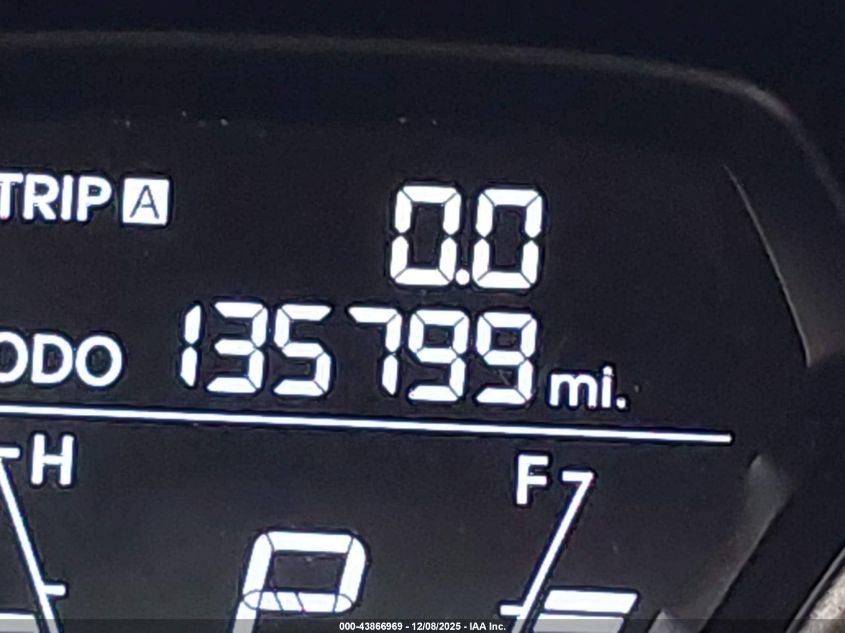 TRIP A
0.0
ODO 135799 mi.
H F
P
000-43866969 - 12/08/2025 - IAA Inc.